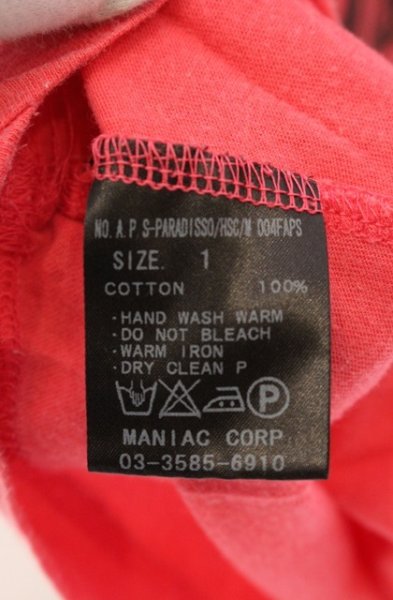 NO. A.P S-PARADISSO/HSC/M 004FAPS
SIZE. 1
COTTON 100%
·HAND WASH WARM
·DO NOT BLEACH
·WARM IRON
·DRY CLEAN P
P
MANIAC CORP
03-3585-6910